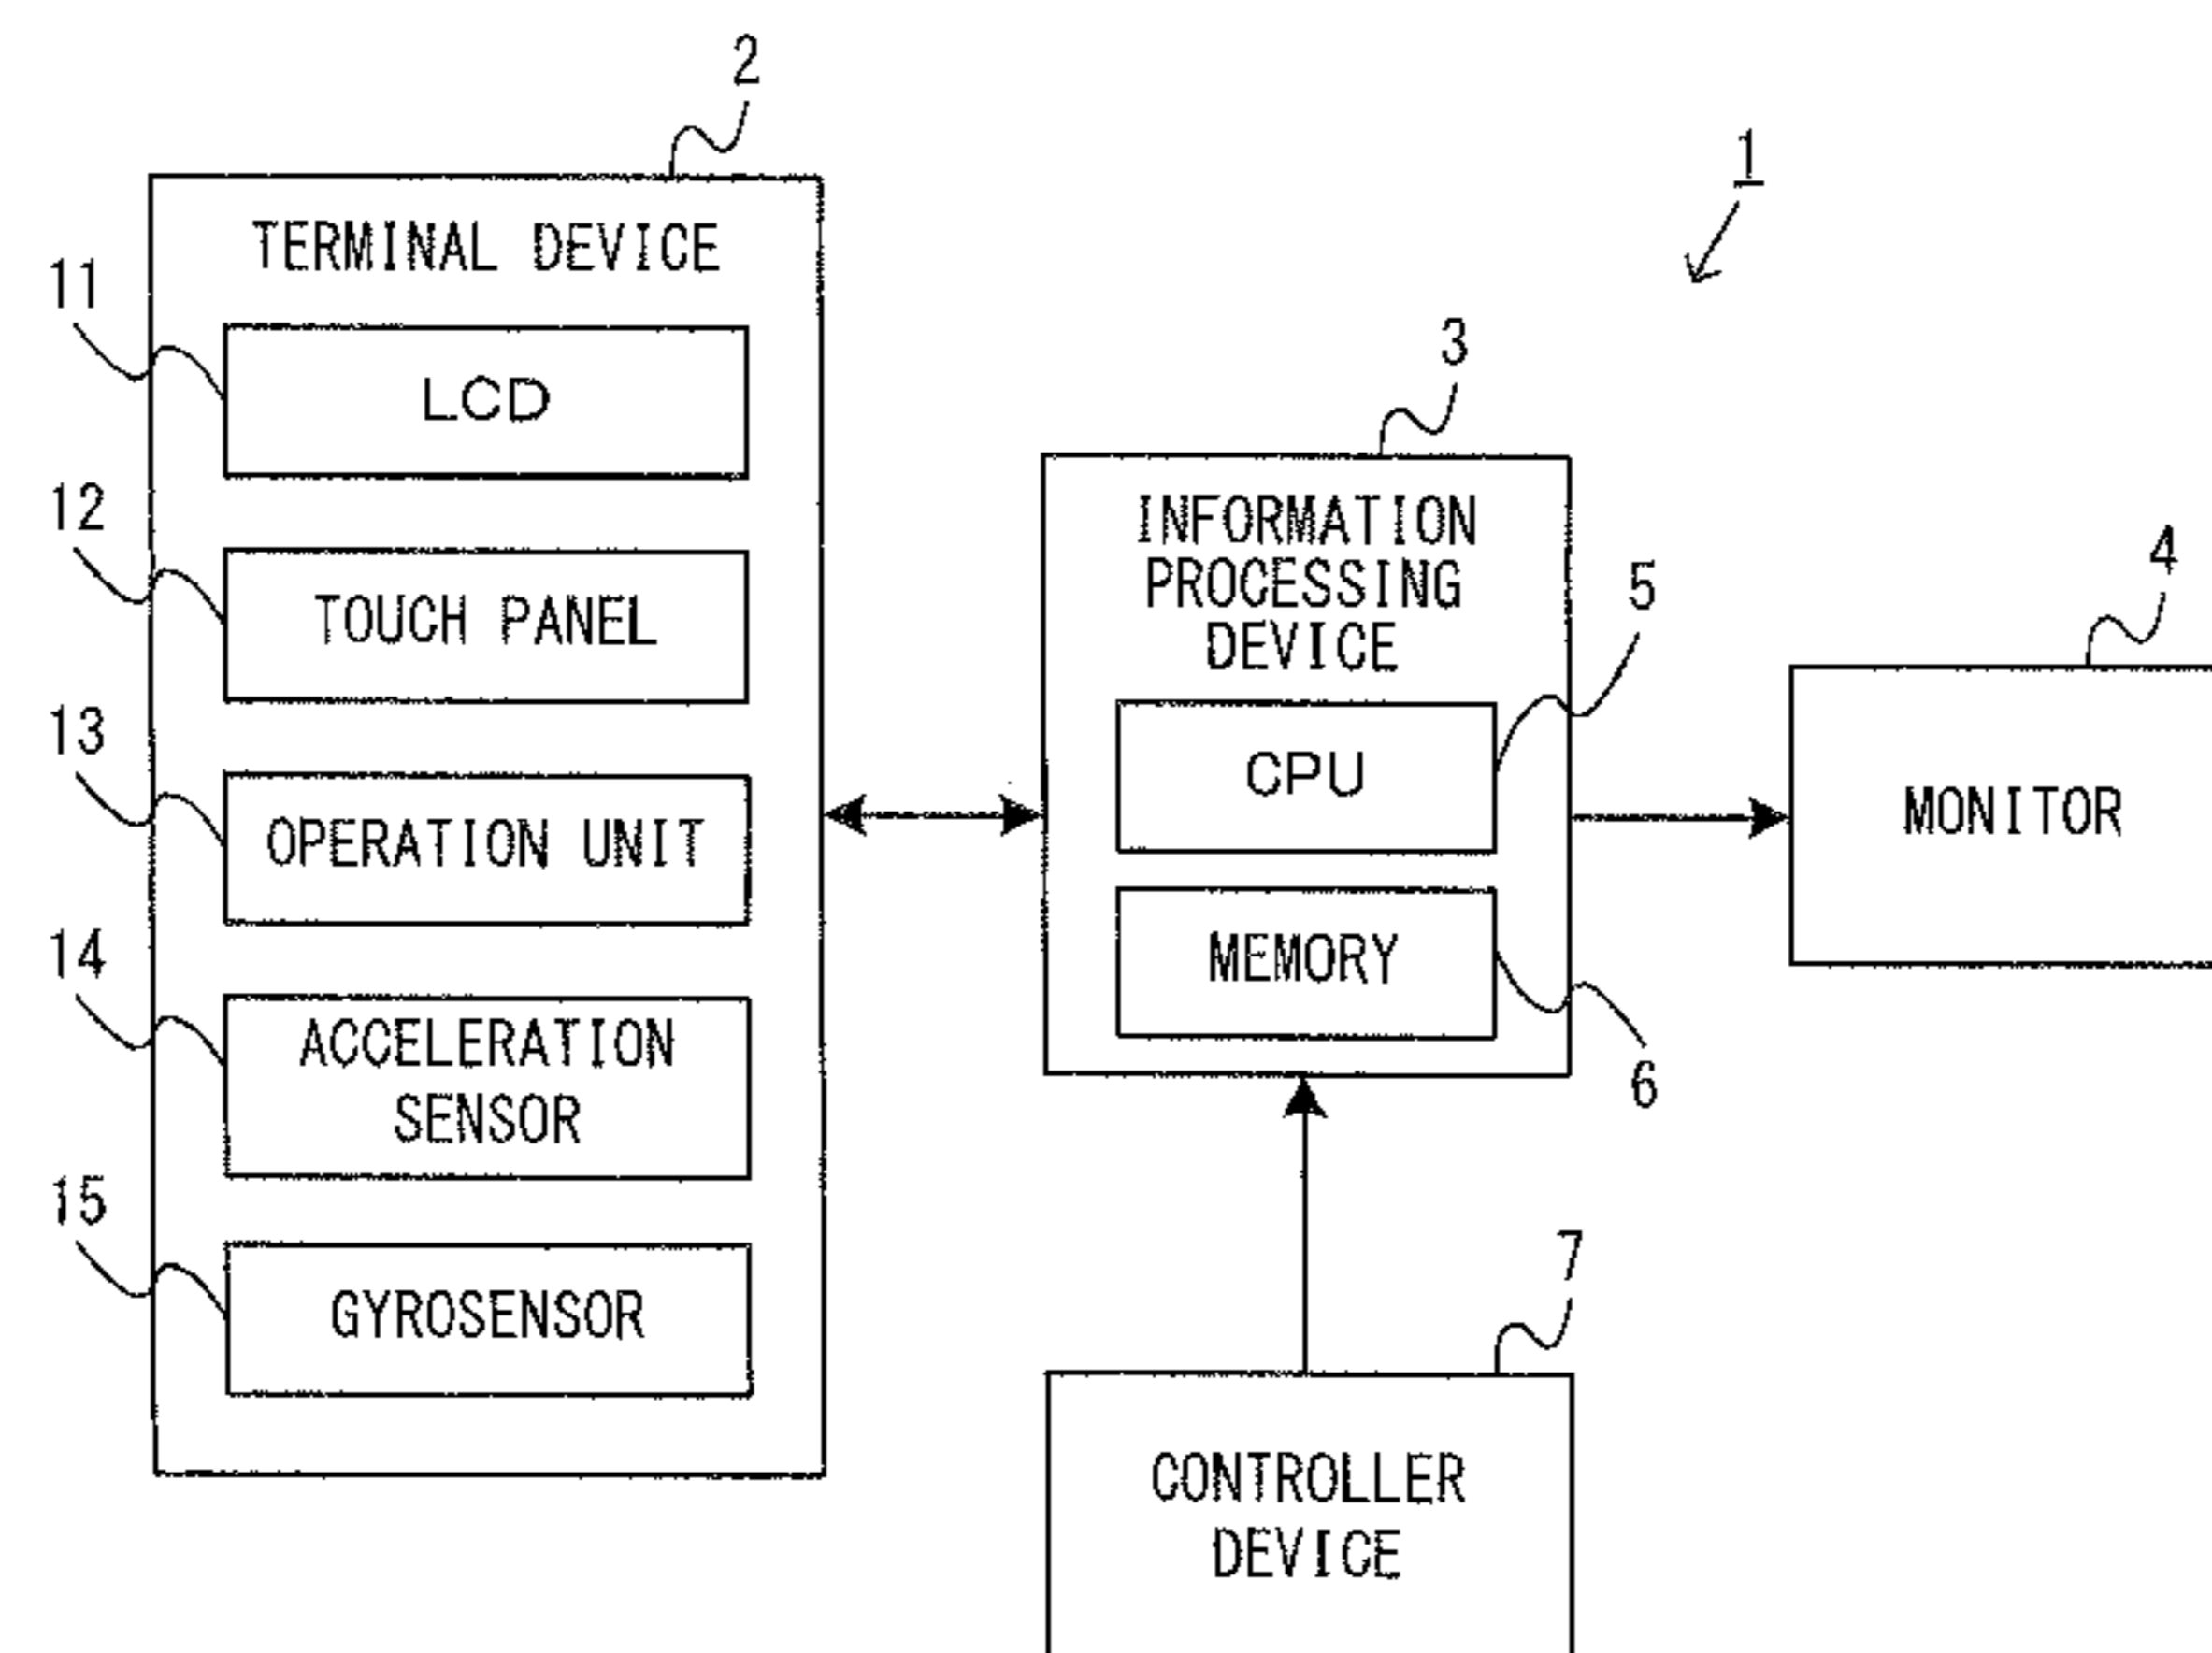 2
1
TERMINAL DEVICE
11
LCD
3
12
TOUCH PANEL
INFORMATION
PROCESSING
DEVICE
4
5
CPU
13
OPERATION UNIT
MONITOR
14
ACCELERATION
SENSOR
MEMORY
6
15
GYROSENSOR
7
CONTROLLER
DEVICE